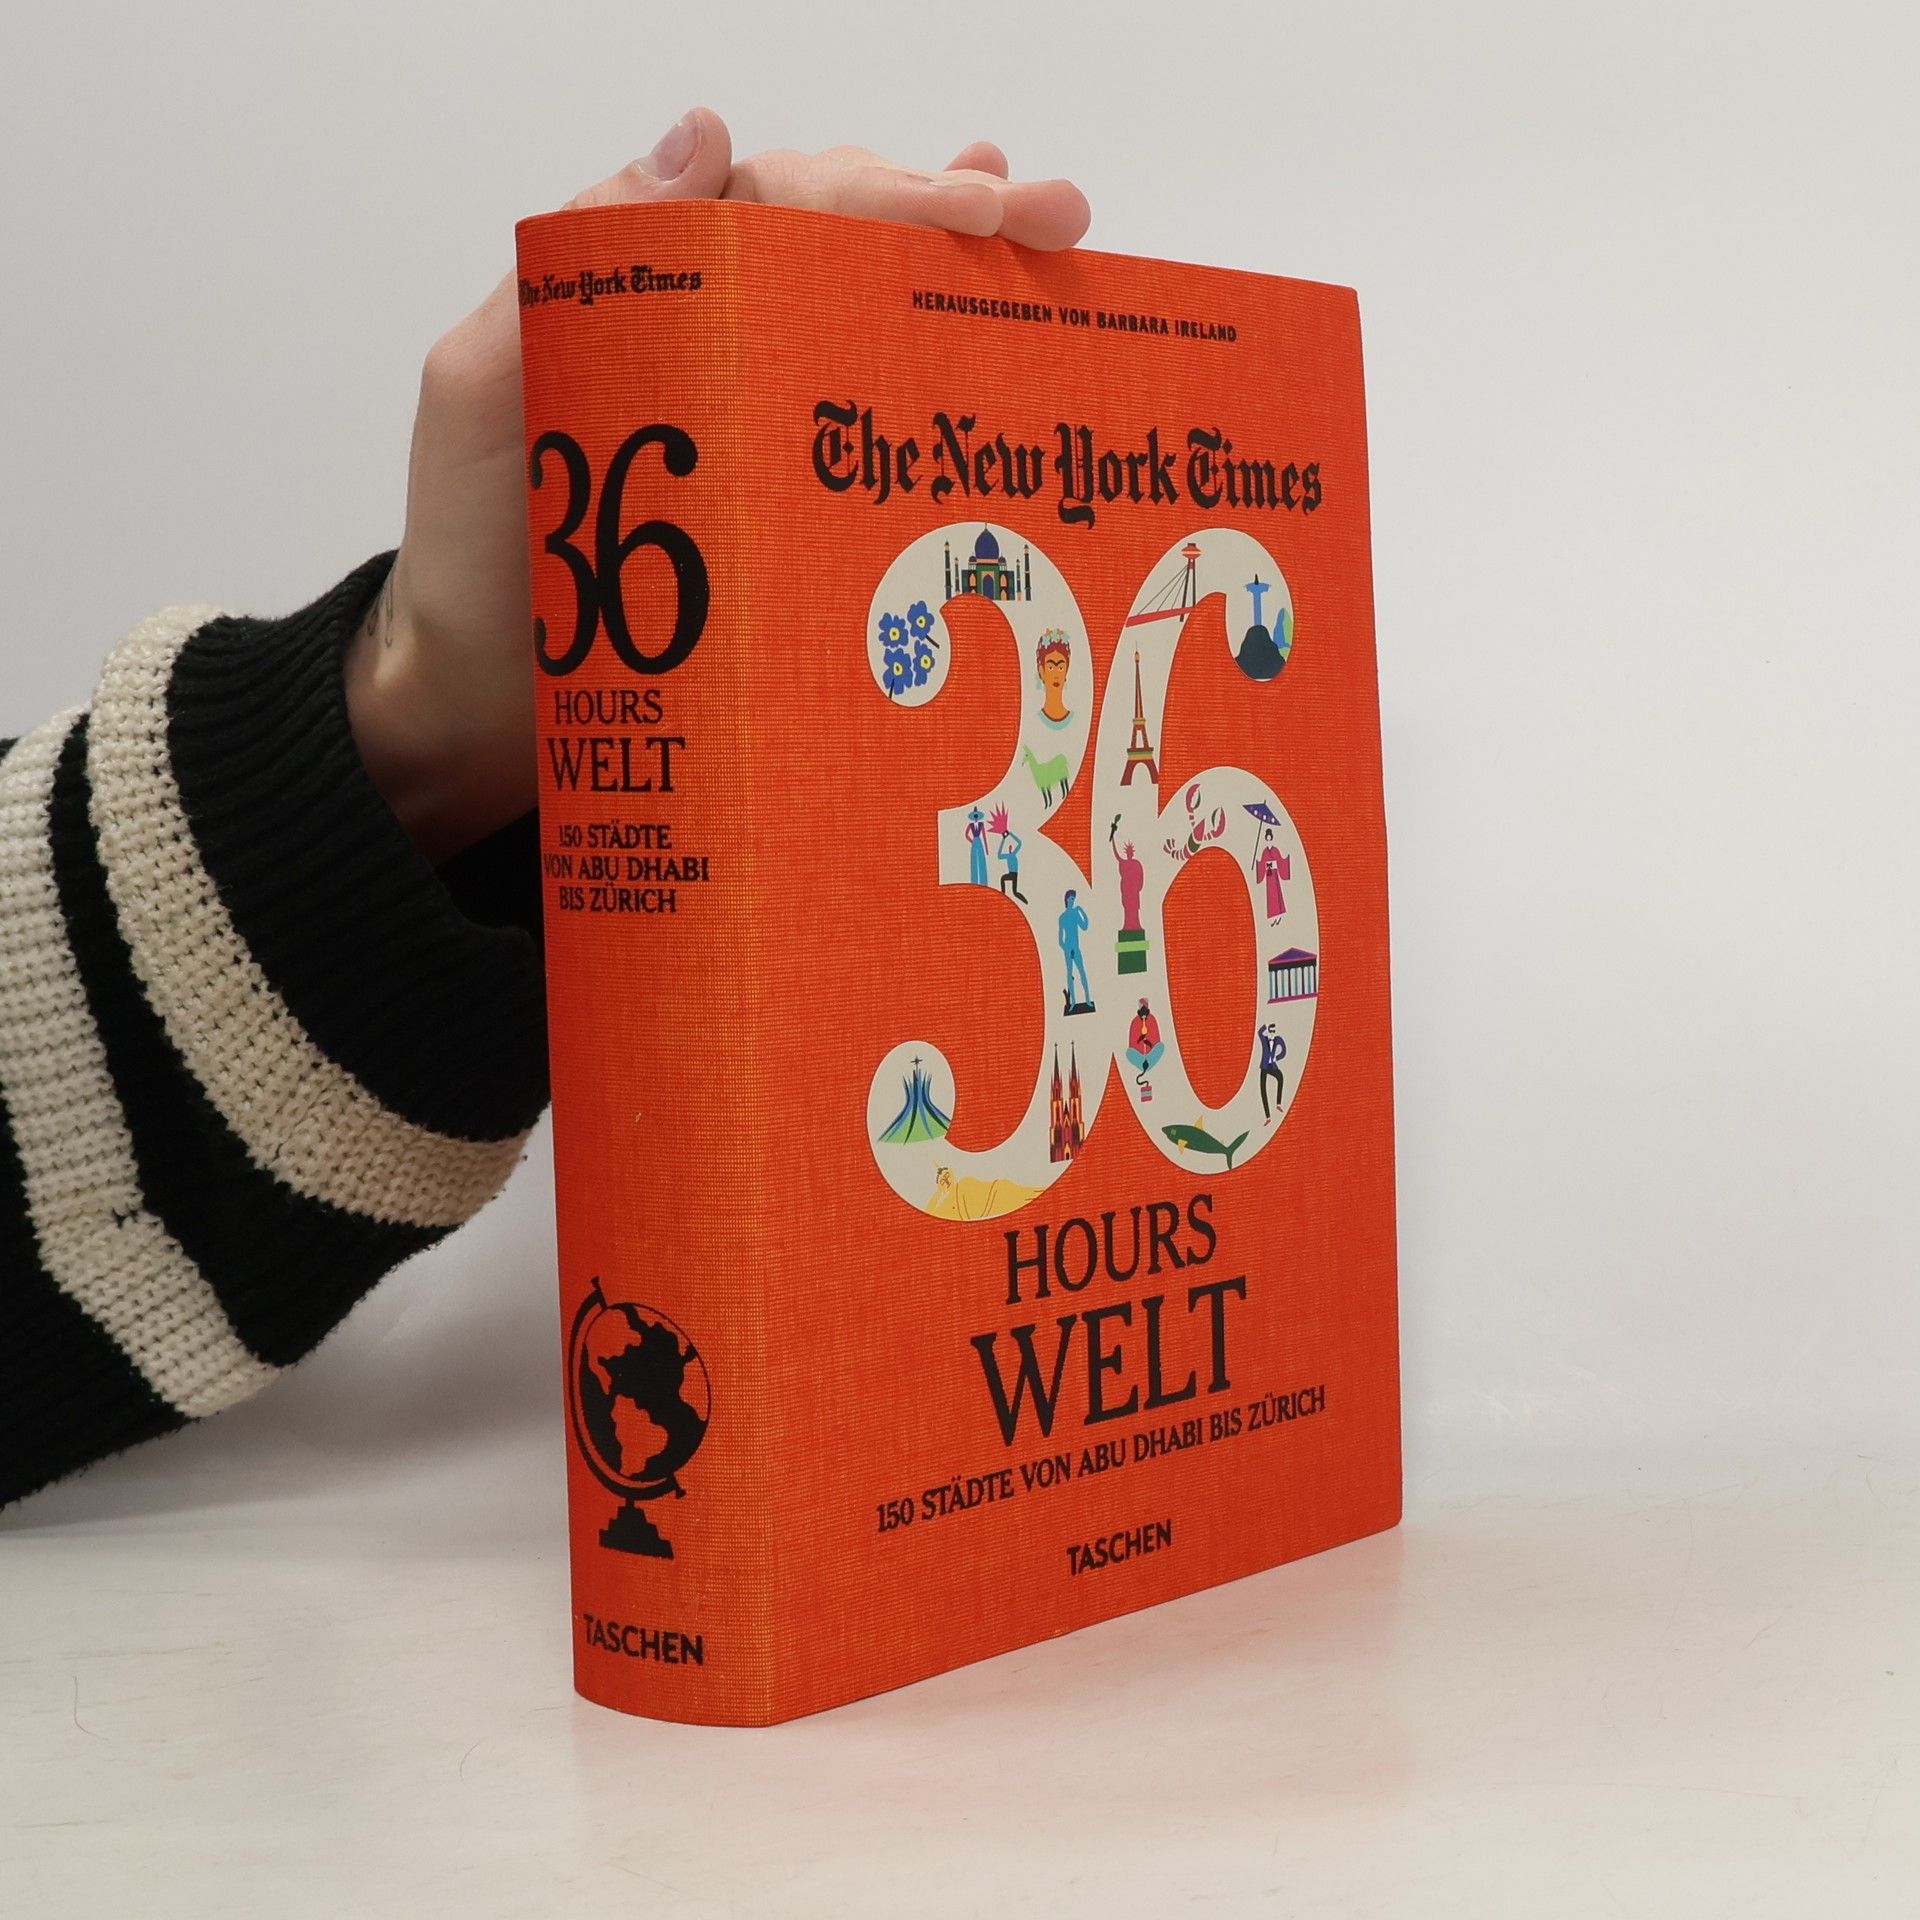 The New York Times
36
HOURS
WELT
150 STÄDTE
VON ABU DHABI
BIS ZÜRICH
TASCHEN
HERAUSGEGEBEN VON BARBARA IRELAND
The New York Times
36
HOURS
WELT
150 STÄDTE VON ABU DHABI BIS ZÜRICH
TASCHEN